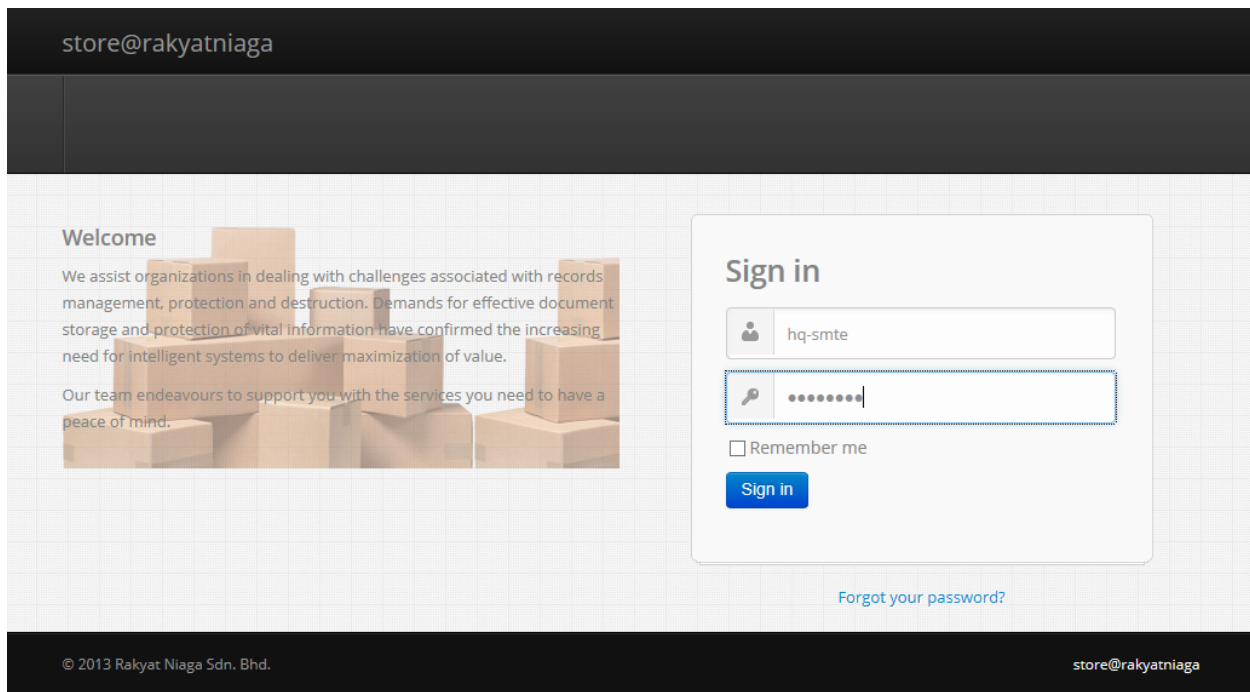 store@rakyatniaga
Welcome
We assist organizations in dealing with challenges associated with records
management, protection and destruction. Demands for effective document
storage and protection of vital information have confirmed the increasing
need for intelligent systems to deliver maximization of value.
Our team endeavours to support you with the services you need to have a
peace of mind.
Sign in
hq-smte
••••••••
Remember me
Sign in
Forgot your password?
© 2013 Rakyat Niaga Sdn. Bhd.
store@rakyatniaga